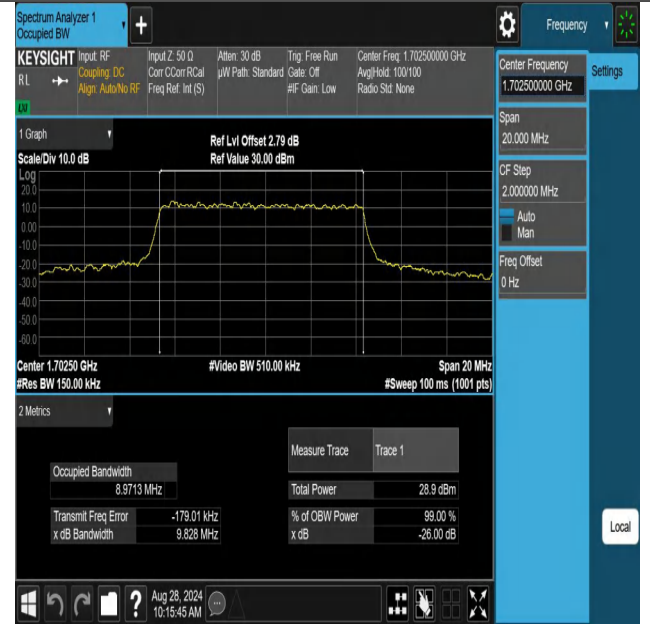 Spectrum Analyzer 1
Occupied BW
+
Frequency
KEYSIGHT
RL
Input: RF
Coupling: DC
Align: Auto/No RF
Input Z: 50 Ω
Corr CCorr RCal
Freq Ref: Int (S)
Atten: 30 dB
µW Path: Standard
Trig: Free Run
Gate: Off
#IF Gain: Low
Center Freq: 1.702500000 GHz
Avg|Hold: 100/100
Radio Std: None
1 Graph
Scale/Div 10.0 dB
Ref Lvl Offset 2.79 dB
Ref Value 30.00 dBm
Log
20.0
10.0
0.00
-10.0
-20.0
-30.0
-40.0
-50.0
-60.0
Center 1.70250 GHz
#Video BW 510.00 kHz
Span 20 MHz
#Res BW 150.00 kHz
#Sweep 100 ms (1001 pts)
2 Metrics
Occupied Bandwidth
8.9713 MHz
Transmit Freq Error -179.01 kHz
x dB Bandwidth 9.828 MHz
Measure Trace Trace 1
Total Power 28.9 dBm
% of OBW Power 99.00 %
x dB -26.00 dB
Center Frequency
1.702500000 GHz
Settings
Span
20.000 MHz
CF Step
2.000000 MHz
Auto
Man
Freq Offset
0 Hz
Local
?
Aug 28, 2024
10:15:45 AM